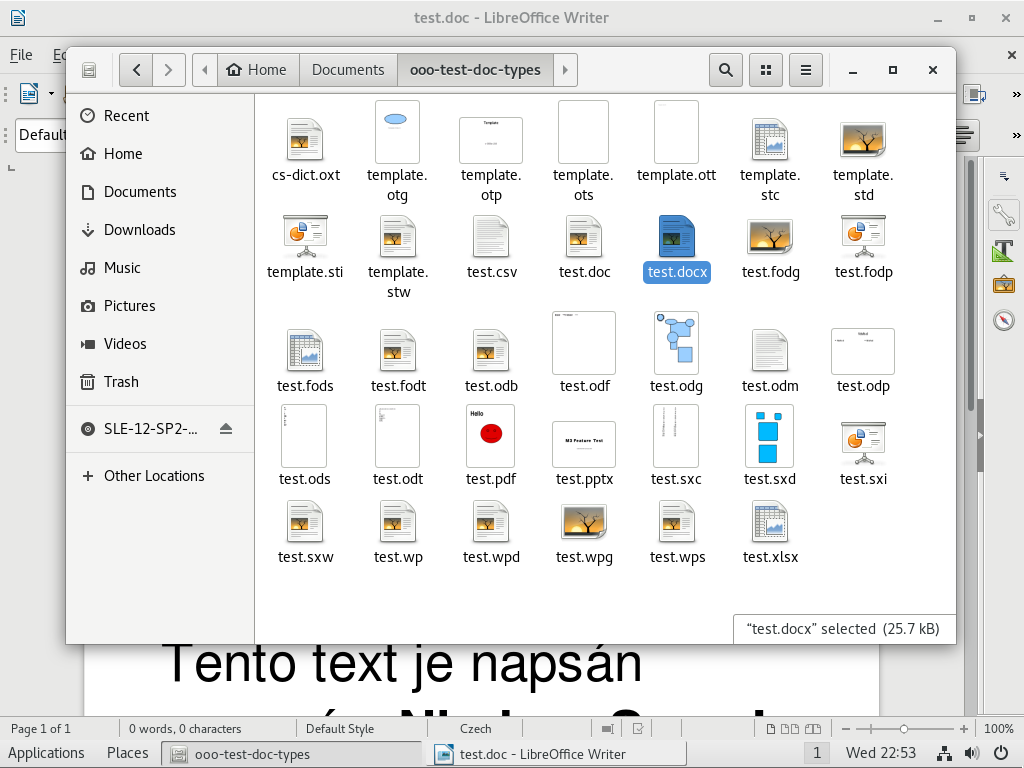 test.doc - LibreOffice Writer
File
Home
Documents
ooo-test-doc-types
Default
Recent
Home
Documents
Downloads
Music
Pictures
Videos
Trash
SLE-12-SP2-...
Other Locations
cs-dict.oxt
template.
otg
template.
otp
template.
ots
template.ott
template.
stc
template.
std
template.sti
template.
stw
test.csv
test.doc
test.docx
test.fodg
test.fodp
test.fods
test.fodt
test.odb
test.odf
test.odg
test.odm
test.odp
Hello
M3 Feature Test
test.ods
test.odt
test.pdf
test.pptx
test.sxc
test.sxd
test.sxi
test.sxw
test.wp
test.wpd
test.wpg
test.wps
test.xlsx
“test.docx” selected (25.7 kB)
Tento text je napsán
Page 1 of 1
0 words, 0 characters
Default Style
Czech
100%
Applications
Places
ooo-test-doc-types
test.doc - LibreOffice Writer
1
Wed 22:53